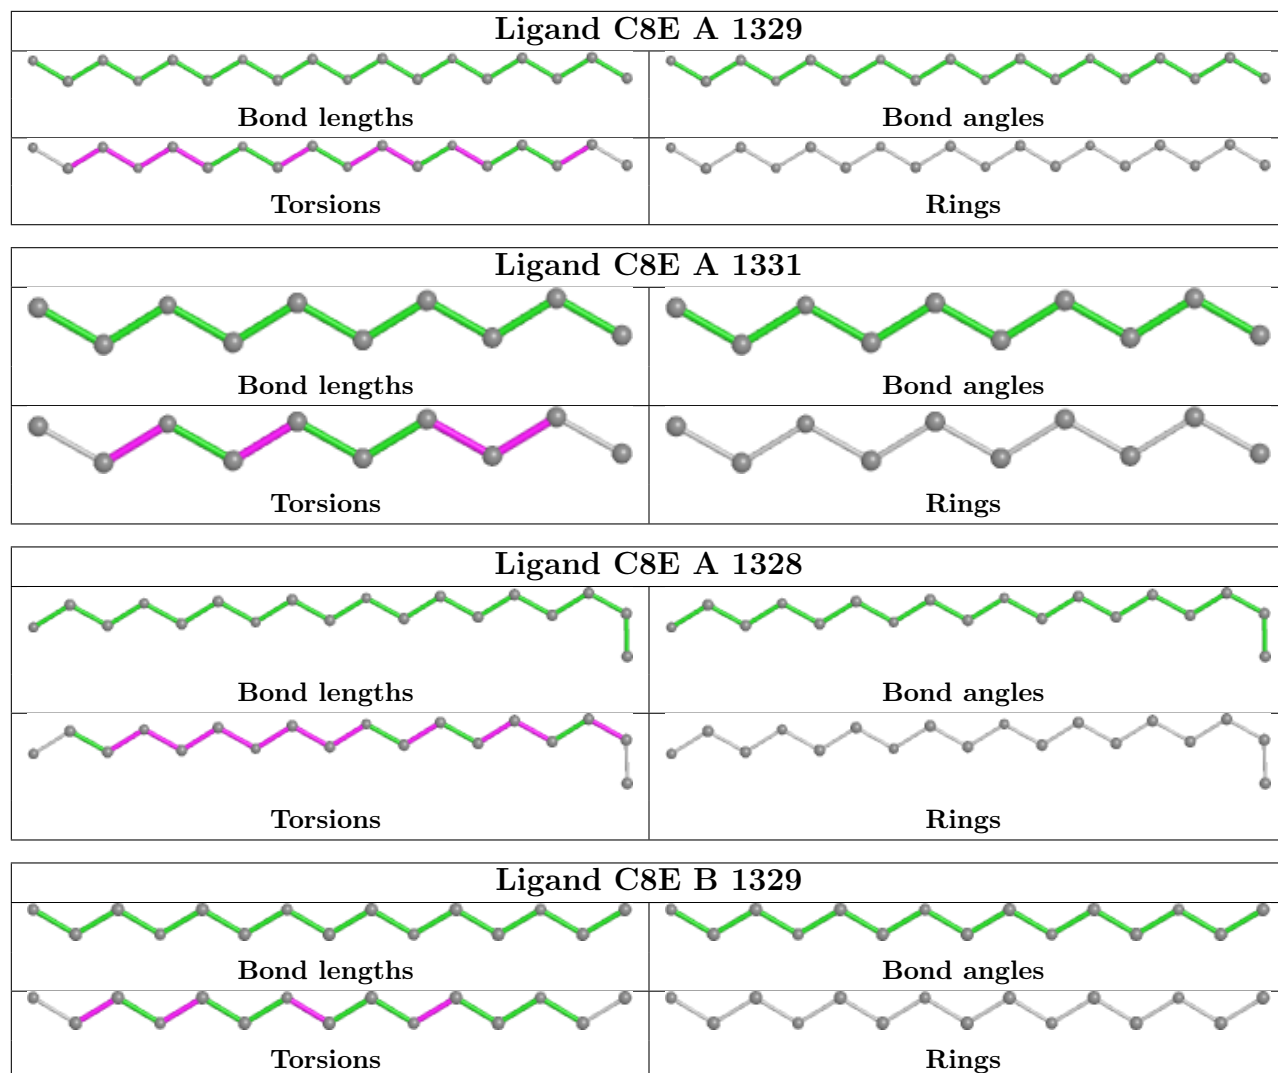 Ligand C8E A 1329
Bond lengths Bond angles
Torsions Rings
Ligand C8E A 1331
Bond lengths Bond angles
Torsions Rings
Ligand C8E A 1328
Bond lengths Bond angles
Torsions Rings
Ligand C8E B 1329
Bond lengths Bond angles
Torsions Rings